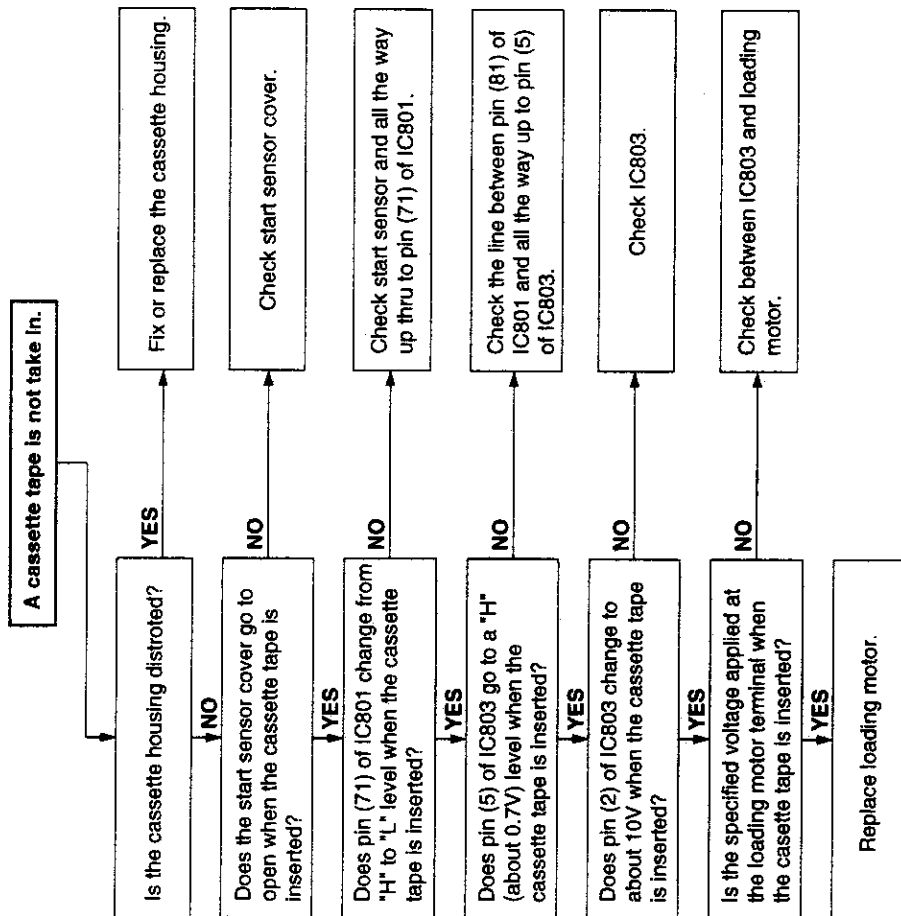 A cassette tape is not take In.
Is the cassette housing distroted?
YES
Fix or replace the cassette housing.
NO
Does the start sensor cover go to
open when the cassette tape is
inserted?
NO
Check start sensor cover.
YES
Does pin (71) of IC801 change from
"H" to "L" level when the cassette
tape is inserted?
NO
Check start sensor and all the way
up thru to pin (71) of IC801.
YES
Does pin (5) of IC803 go to a "H"
(about 0.7V) level when the
cassette tape is inserted?
NO
Check the line between pin (81) of
IC801 and all the way up to pin (5)
of IC803.
YES
Does pin (2) of IC803 change to
about 10V when the cassette tape
is inserted?
NO
Check IC803.
YES
Is the specified voltage applied at
the loading motor terminal when
the casette tape is inserted?
NO
Check between IC803 and loading
motor.
YES
Replace loading motor.